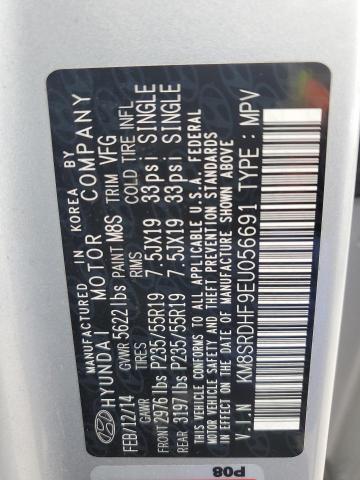 MANUFACTURED IN KOREA BY
HYUNDAI MOTOR COMPANY
FEB/12/14 GVWR 5622 lbs PAINT M8S TRIM VFG
GAWR TIRES RIMS COLD TIRE INFL
FRONT 2976 lbs P235/55R19 7.5JX19 33psi SINGLE
REAR 3197 lbs P235/55R19 7.5JX19 33psi SINGLE
THIS VEHICLE CONFORMS TO ALL APPLICABLE U.S.A. FEDERAL
MOTOR VEHICLE SAFETY AND THEFT PREVENTION STANDARDS
IN EFFECT ON THE DATE OF MANUFACTURE SHOWN ABOVE
V.I.N KM8SRDHF9EU056691 TYPE : MPV
P08